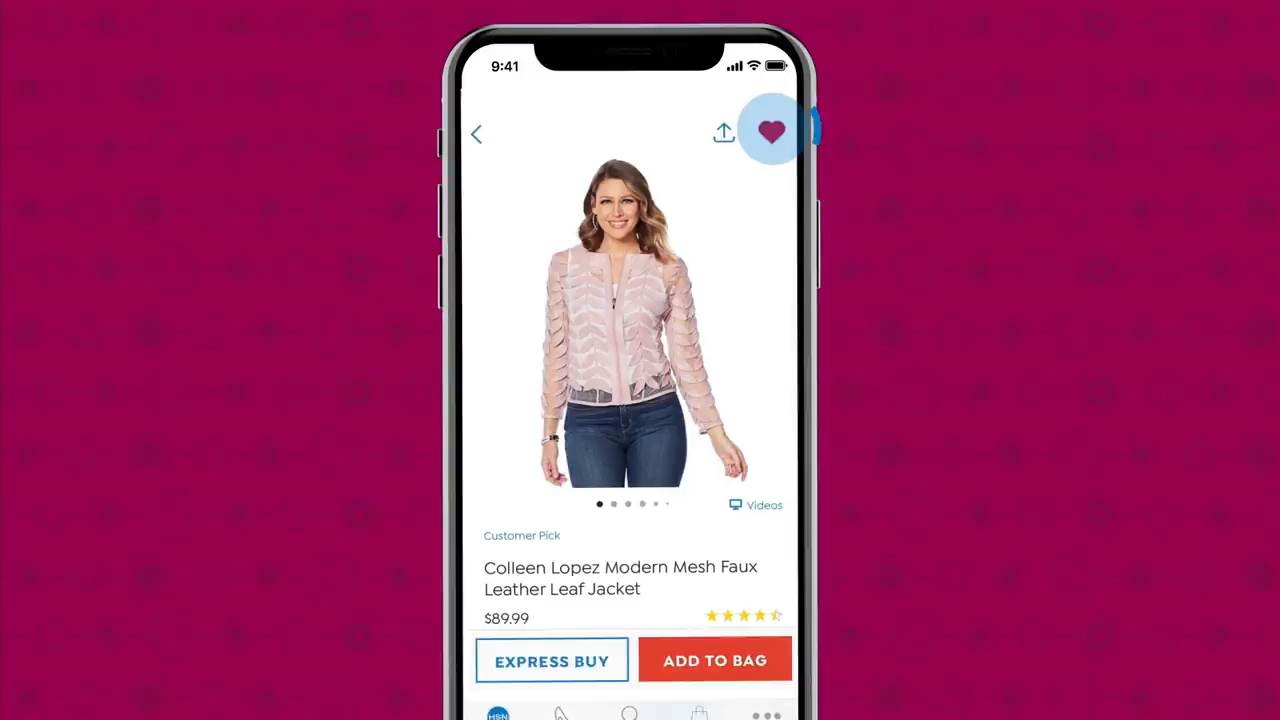 9:41
Videos
Customer Pick
Colleen Lopez Modern Mesh Faux
Leather Leaf Jacket
$89.99
EXPRESS BUY
ADD TO BAG
HSN